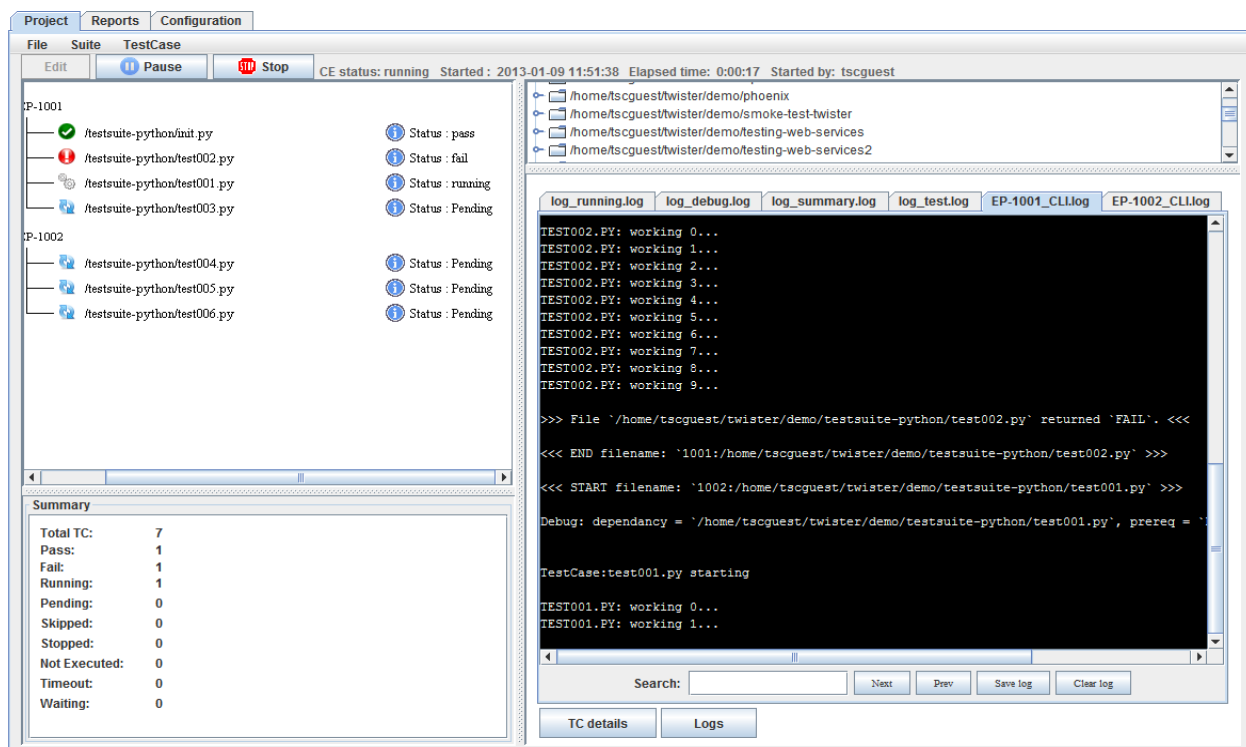 Project Reports Configuration
File Suite TestCase
Edit Pause STOP Stop CE status: running Started : 2013-01-09 11:51:38 Elapsed time: 0:00:17 Started by: tscguest
EP-1001
/testsuite-python/init.py Status : pass
/testsuite-python/test002.py Status : fail
/testsuite-python/test001.py Status : running
/testsuite-python/test003.py Status : Pending
EP-1002
/testsuite-python/test004.py Status : Pending
/testsuite-python/test005.py Status : Pending
/testsuite-python/test006.py Status : Pending
Summary
Total TC: 7
Pass: 1
Fail: 1
Running: 1
Pending: 0
Skipped: 0
Stopped: 0
Not Executed: 0
Timeout: 0
Waiting: 0
/home/tscguest/twister/demo/phoenix
/home/tscguest/twister/demo/smoke-test-twister
/home/tscguest/twister/demo/testing-web-services
/home/tscguest/twister/demo/testing-web-services2
log_running.log log_debug.log log_summary.log log_test.log EP-1001_CLI.log EP-1002_CLI.log
TEST002.PY: working 0...
TEST002.PY: working 1...
TEST002.PY: working 2...
TEST002.PY: working 3...
TEST002.PY: working 4...
TEST002.PY: working 5...
TEST002.PY: working 6...
TEST002.PY: working 7...
TEST002.PY: working 8...
TEST002.PY: working 9...
>>> File `/home/tscguest/twister/demo/testsuite-python/test002.py` returned `FAIL`. <<<
<<< END filename: `1001:/home/tscguest/twister/demo/testsuite-python/test002.py` >>>
<<< START filename: `1002:/home/tscguest/twister/demo/testsuite-python/test001.py` >>>
Debug: dependancy = `/home/tscguest/twister/demo/testsuite-python/test001.py`, prereq = `
TestCase:test001.py starting
TEST001.PY: working 0...
TEST001.PY: working 1...
Search: Next Prev Save log Clear log
TC details Logs